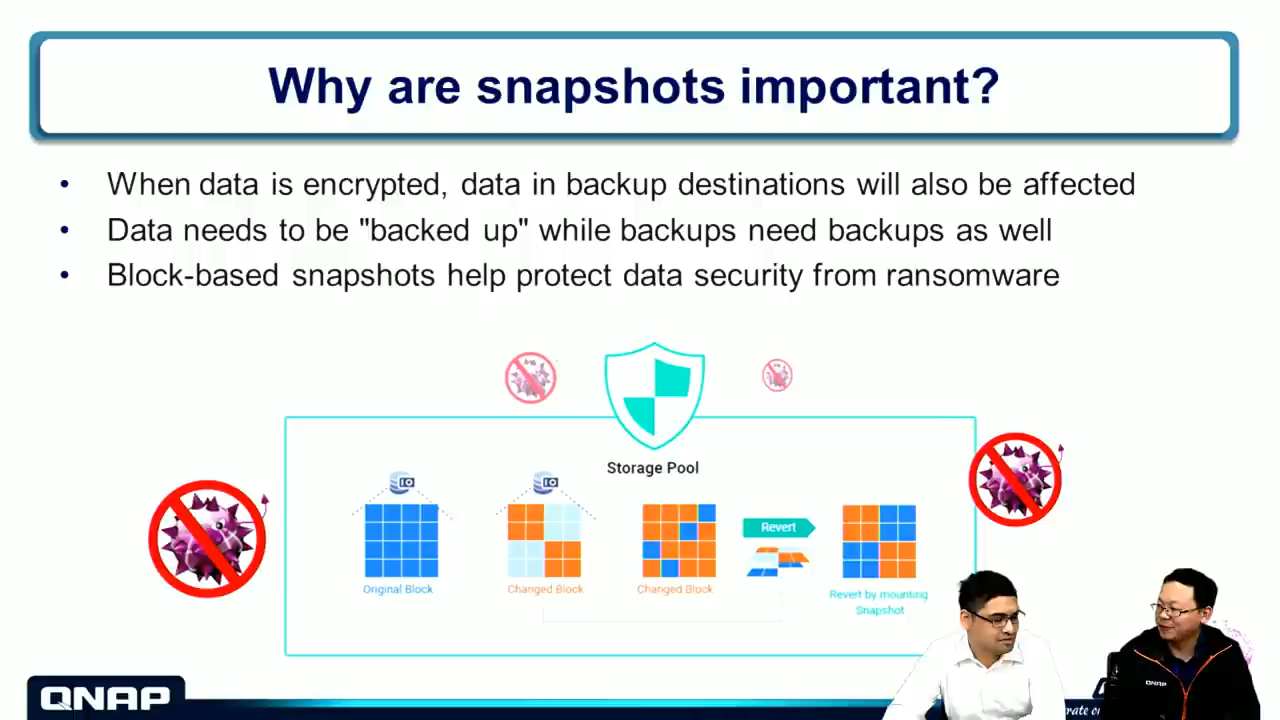 Why are snapshots important?
• When data is encrypted, data in backup destinations will also be affected
• Data needs to be "backed up" while backups need backups as well
• Block-based snapshots help protect data security from ransomware
Storage Pool
IO
IO
Revert
Original Block
Changed Block
Changed Block
Revert by mounting
Snapshot
QNAP
QNAP